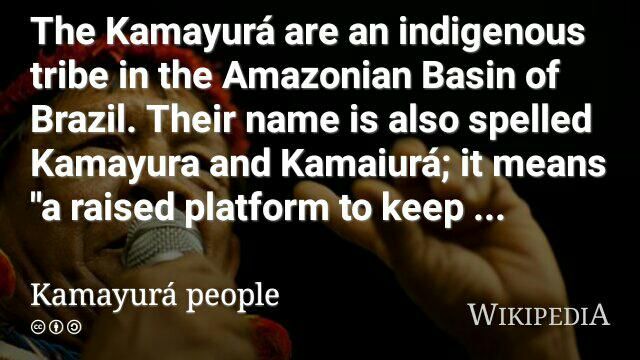 The Kamayurá are an indigenous
tribe in the Amazonian Basin of
Brazil. Their name is also spelled
Kamayura and Kamaiurá; it means
"a raised platform to keep ...
Kamayurá people
WIKIPEDIA